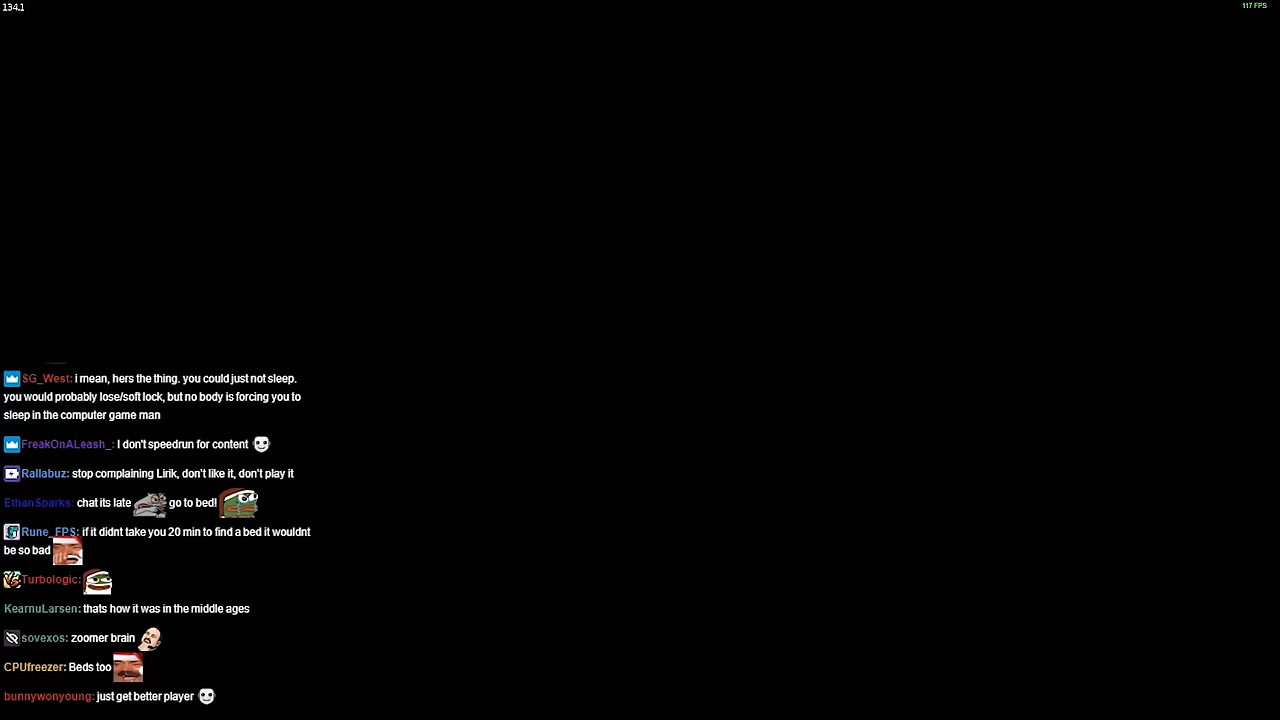 134.1
117 FPS
SG_West: i mean, hers the thing. you could just not sleep.
you would probably lose/soft lock, but no body is forcing you to
sleep in the computer game man
FreakOnALeash_: I don't speedrun for content
Rallabuz: stop complaining Lirik, don't like it, don't play it
EthanSparks: chat its late go to bed!
Rune_FPS: if it didnt take you 20 min to find a bed it wouldnt
be so bad
Turbologic:
KearnuLarsen: thats how it was in the middle ages
sovexos: zoomer brain
CPUfreezer: Beds too
bunnywonyoung: just get better player